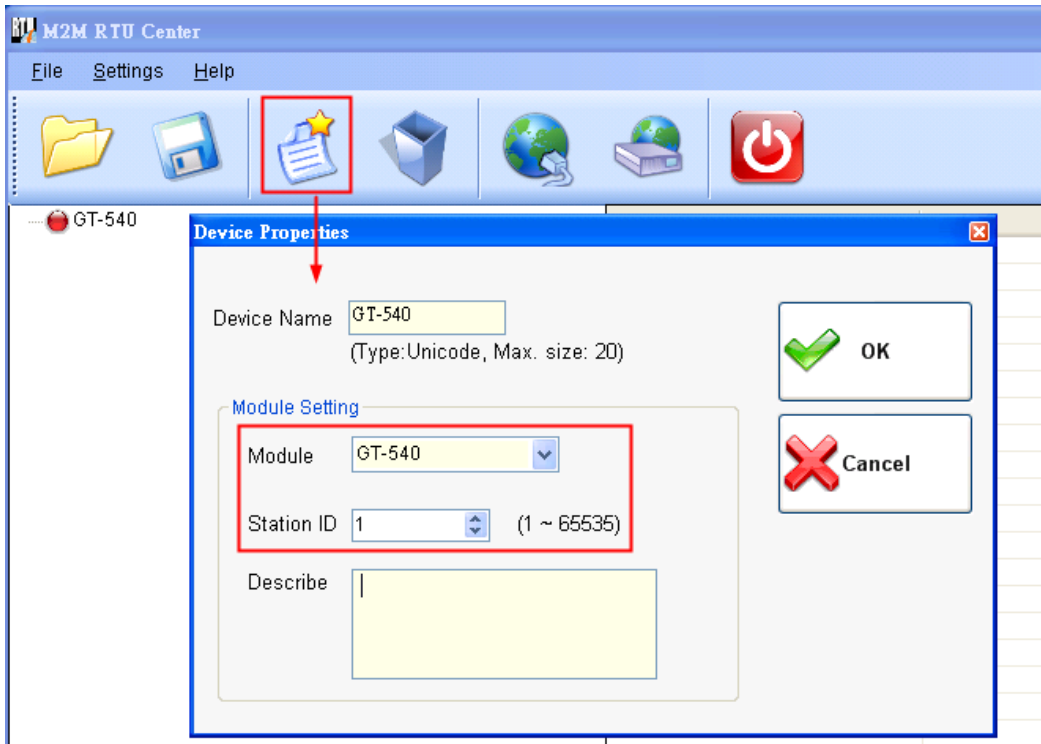 RTU M2M RTU Center
File Settings Help
GT-540
Device Properties
Device Name GT-540
(Type:Unicode, Max. size: 20)
OK
Module Setting
Module GT-540
Cancel
Station ID 1 (1 ~ 65535)
Describe